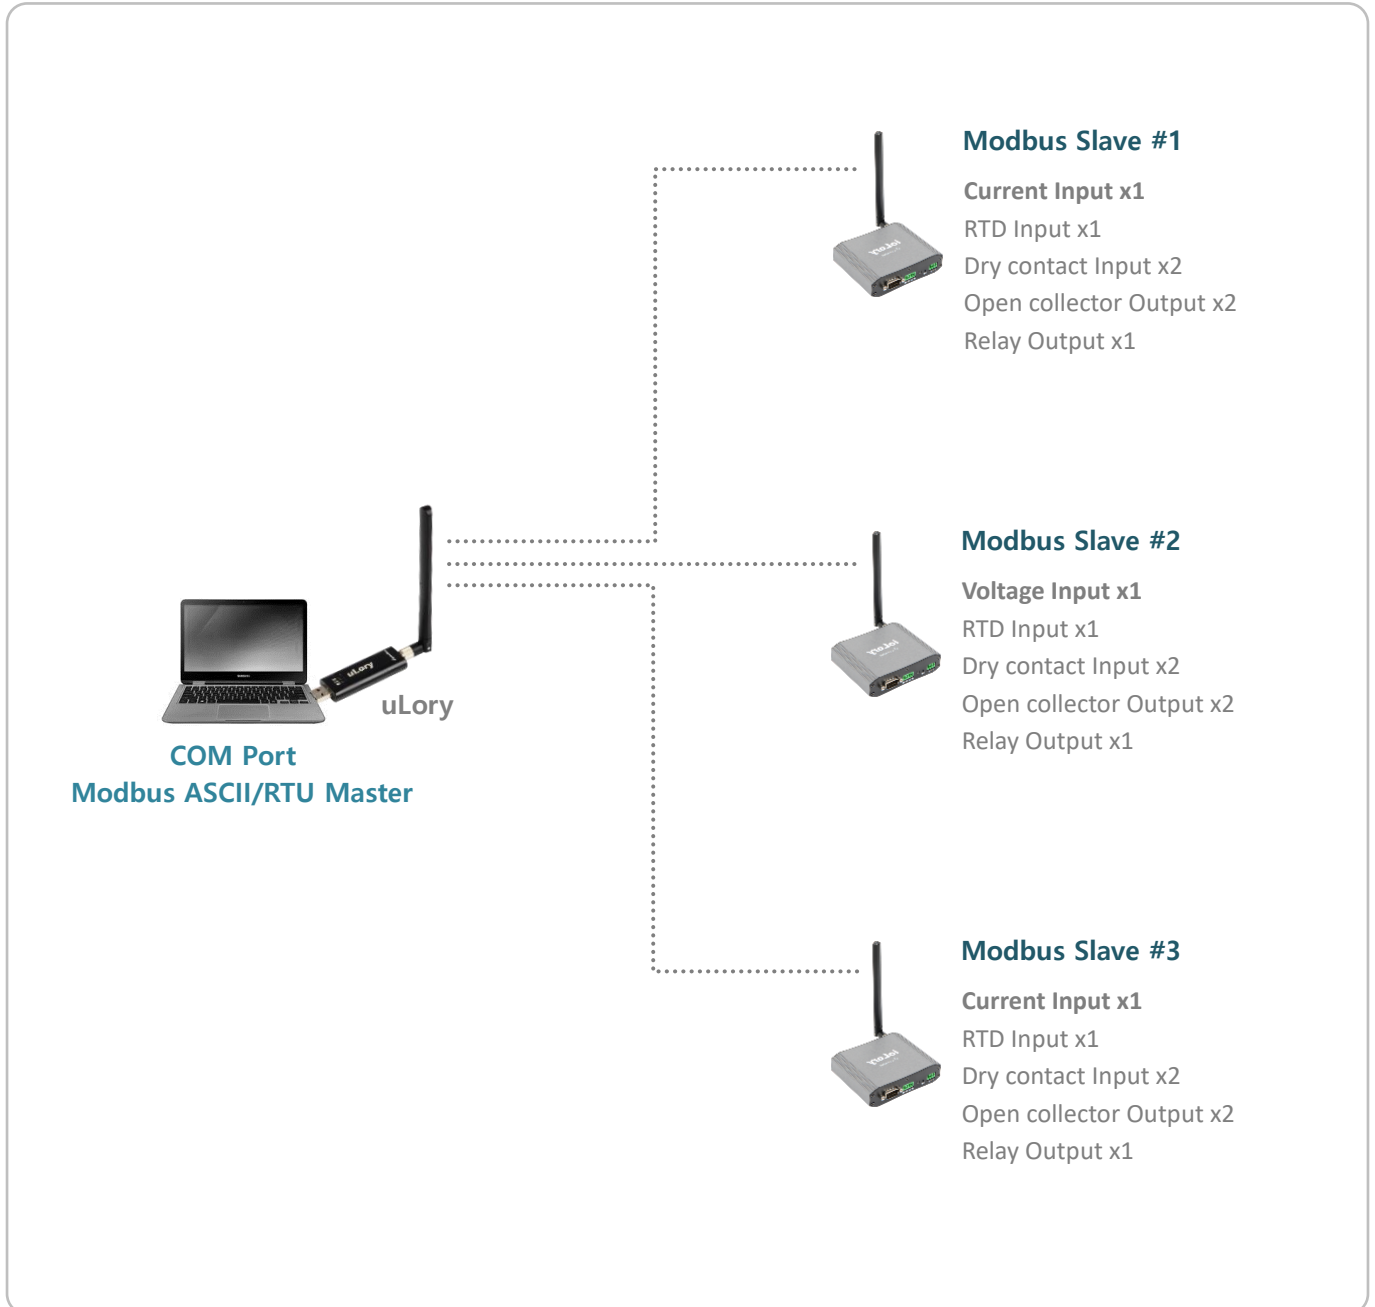 Modbus Slave #1
Current Input x1
RTD Input x1
Dry contact Input x2
Open collector Output x2
Relay Output x1
Modbus Slave #2
Voltage Input x1
RTD Input x1
Dry contact Input x2
Open collector Output x2
Relay Output x1
uLory
uLory
COM Port
Modbus ASCII/RTU Master
Modbus Slave #3
Current Input x1
RTD Input x1
Dry contact Input x2
Open collector Output x2
Relay Output x1